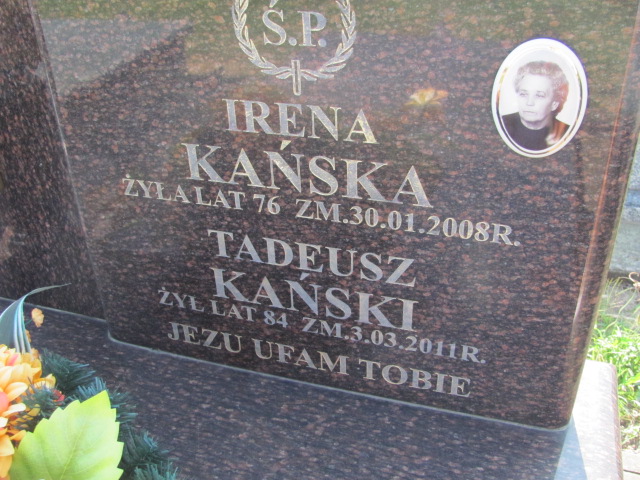 Ś.P.
IRENA
KAŃSKA
ŻYŁA LAT 76 ZM.30.01.2008R.
TADEUSZ
KAŃSKI
ŻYŁ LAT 84 ZM.3.03.2011R.
JEZU UFAM TOBIE